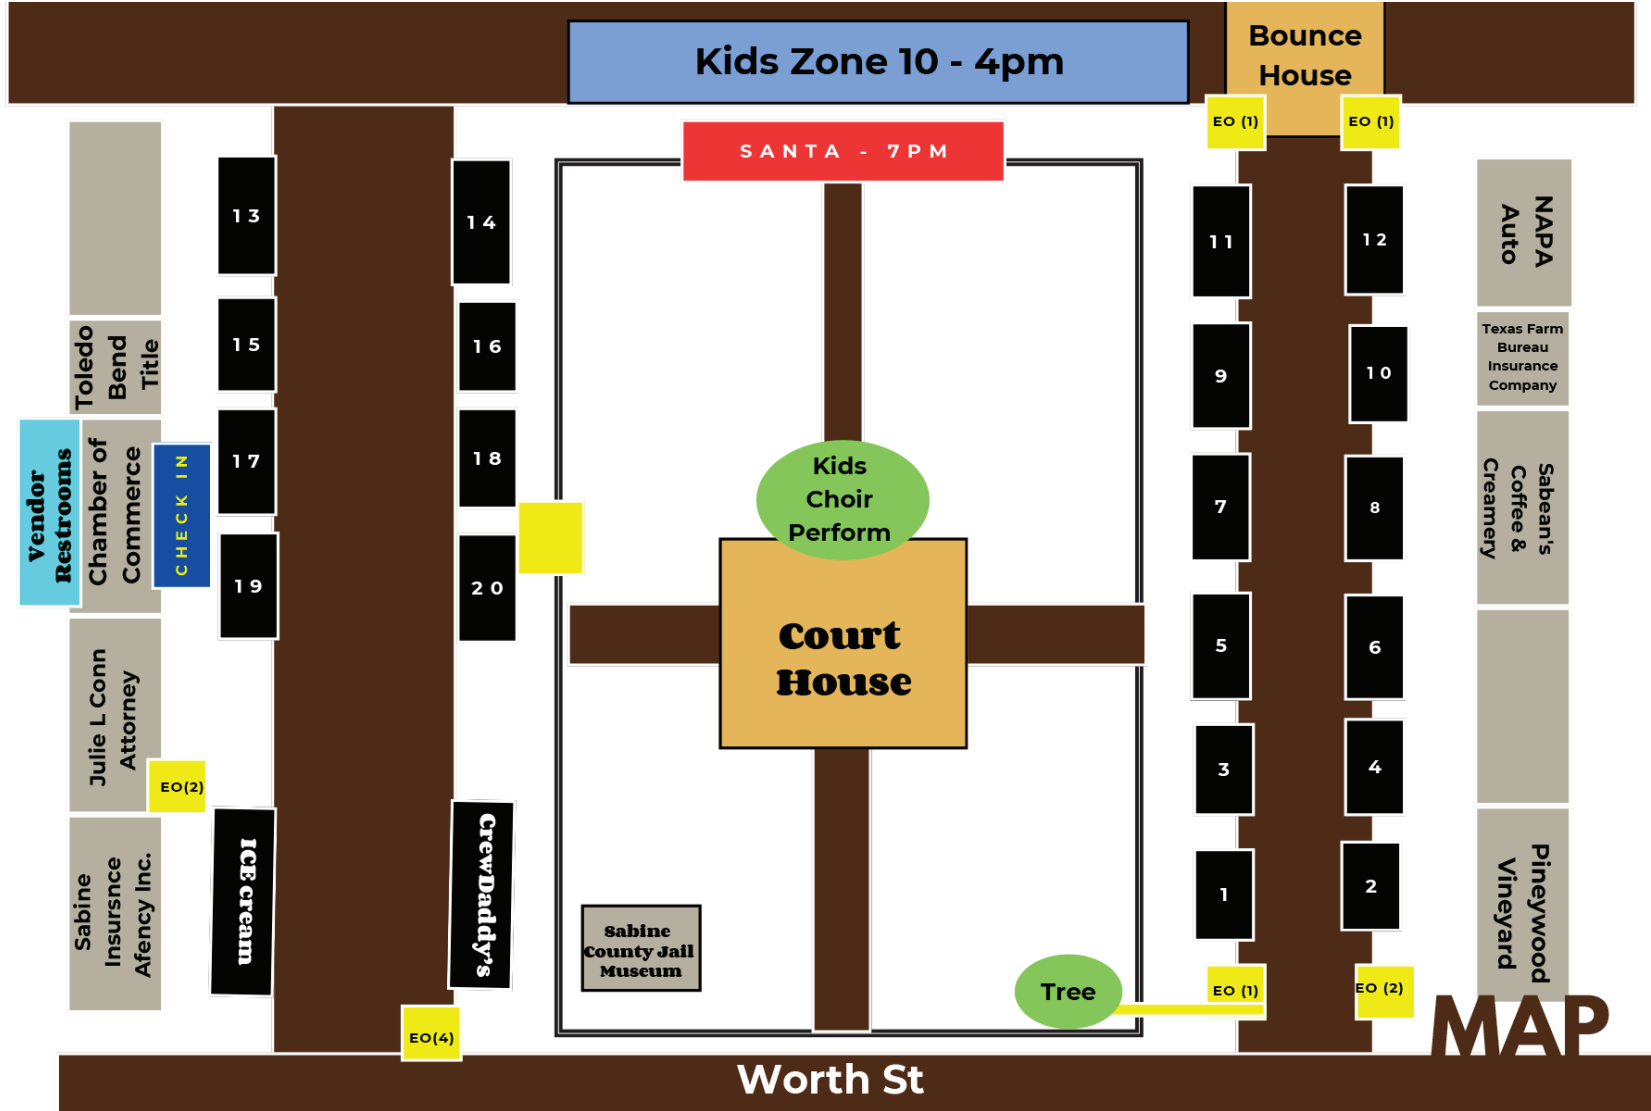 Kids Zone 10 - 4pm
Bounce
House
EO (1)
EO (1)
SANTA - 7PM
13
14
15
16
17
18
19
20
11
12
9
10
7
8
5
6
3
4
1
2
Toledo
Bend
Title
Vendor
Restrooms
Chamber of
Commerce
CHECK IN
Julie L Conn
Attorney
EO(2)
Sabine
Insursnce
Afency Inc.
ICE cream
CrewDaddy's
EO(4)
Kids
Choir
Perform
Court
House
Sabine
County Jail
Museum
Tree
EO (1)
EO (2)
NAPA
Auto
Texas Farm
Bureau
Insurance
Company
Sabean's
Coffee &
Creamery
Pineywood
Vineyard
MAP
Worth St